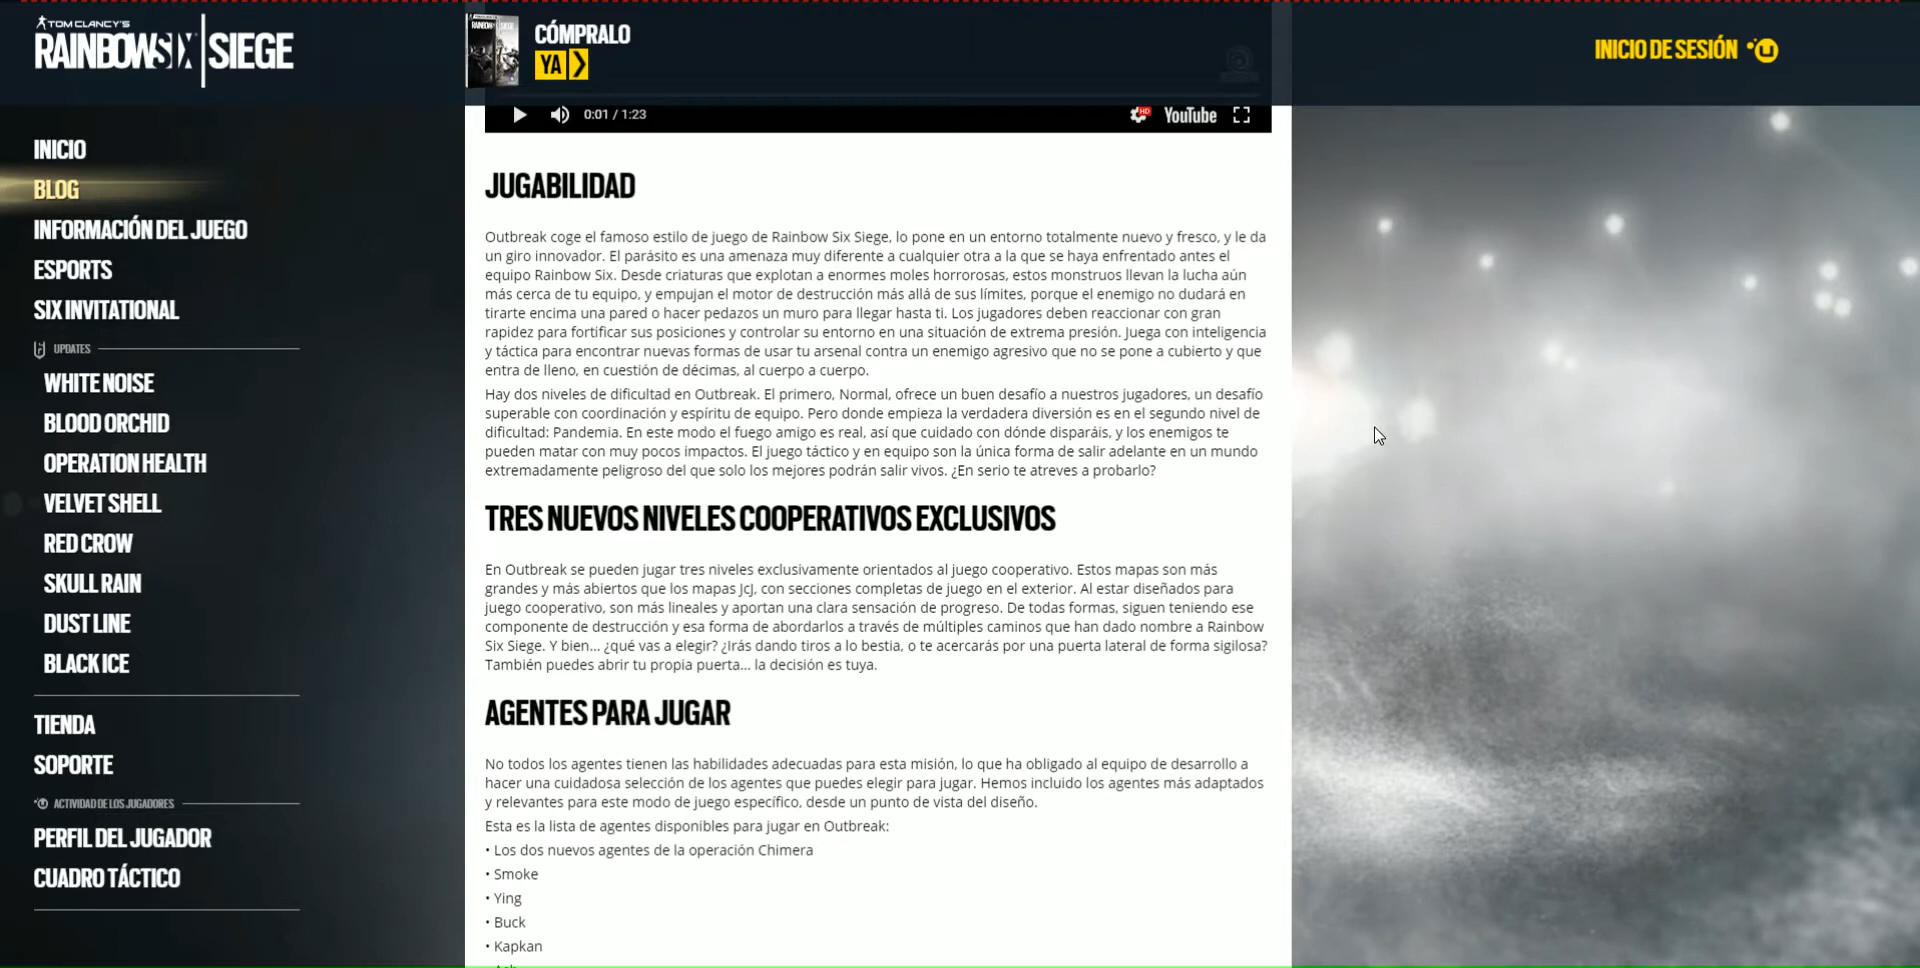 TOM CLANCY'S
RAINBOW SIX | SIEGE
CÓMPRALO
YA
INICIO DE SESIÓN
INICIO
BLOG
INFORMACIÓN DEL JUEGO
ESPORTS
SIX INVITATIONAL
UPDATES
WHITE NOISE
BLOOD ORCHID
OPERATION HEALTH
VELVET SHELL
RED CROW
SKULL RAIN
DUST LINE
BLACK ICE
TIENDA
SOPORTE
ACTIVIDAD DE LOS JUGADORES
PERFIL DEL JUGADOR
CUADRO TÁCTICO
0:01 / 1:23
HD
YouTube
JUGABILIDAD
Outbreak coge el famoso estilo de juego de Rainbow Six Siege, lo pone en un entorno totalmente nuevo y fresco, y le da
un giro innovador. El parásito es una amenaza muy diferente a cualquier otra a la que se haya enfrentado antes el
equipo Rainbow Six. Desde criaturas que explotan a enormes moles horrorosas, estos monstruos llevan la lucha aún
más cerca de tu equipo, y empujan el motor de destrucción más allá de sus límites, porque el enemigo no dudará en
tirarte encima una pared o hacer pedazos un muro para llegar hasta ti. Los jugadores deben reaccionar con gran
rapidez para fortificar sus posiciones y controlar su entorno en una situación de extrema presión. Juega con inteligencia
y táctica para encontrar nuevas formas de usar tu arsenal contra un enemigo agresivo que no se pone a cubierto y que
entra de lleno, en cuestión de décimas, al cuerpo a cuerpo.
Hay dos niveles de dificultad en Outbreak. El primero, Normal, ofrece un buen desafío a nuestros jugadores, un desafío
superable con coordinación y espíritu de equipo. Pero donde empieza la verdadera diversión es en el segundo nivel de
dificultad: Pandemia. En este modo el fuego amigo es real, así que cuidado con dónde disparáis, y los enemigos te
pueden matar con muy pocos impactos. El juego táctico y en equipo son la única forma de salir adelante en un mundo
extremadamente peligroso del que solo los mejores podrán salir vivos. ¿En serio te atreves a probarlo?
TRES NUEVOS NIVELES COOPERATIVOS EXCLUSIVOS
En Outbreak se pueden jugar tres niveles exclusivamente orientados al juego cooperativo. Estos mapas son más
grandes y más abiertos que los mapas JcJ, con secciones completas de juego en el exterior. Al estar diseñados para
juego cooperativo, son más lineales y aportan una clara sensación de progreso. De todas formas, siguen teniendo ese
componente de destrucción y esa forma de abordarlos a través de múltiples caminos que han dado nombre a Rainbow
Six Siege. Y bien... ¿qué vas a elegir? ¿Irás dando tiros a lo bestia, o te acercarás por una puerta lateral de forma sigilosa?
También puedes abrir tu propia puerta... la decisión es tuya.
AGENTES PARA JUGAR
No todos los agentes tienen las habilidades adecuadas para esta misión, lo que ha obligado al equipo de desarrollo a
hacer una cuidadosa selección de los agentes que puedes elegir para jugar. Hemos incluido los agentes más adaptados
y relevantes para este modo de juego específico, desde un punto de vista del diseño.
Esta es la lista de agentes disponibles para jugar en Outbreak:
• Los dos nuevos agentes de la operación Chimera
• Smoke
• Ying
• Buck
• Kapkan